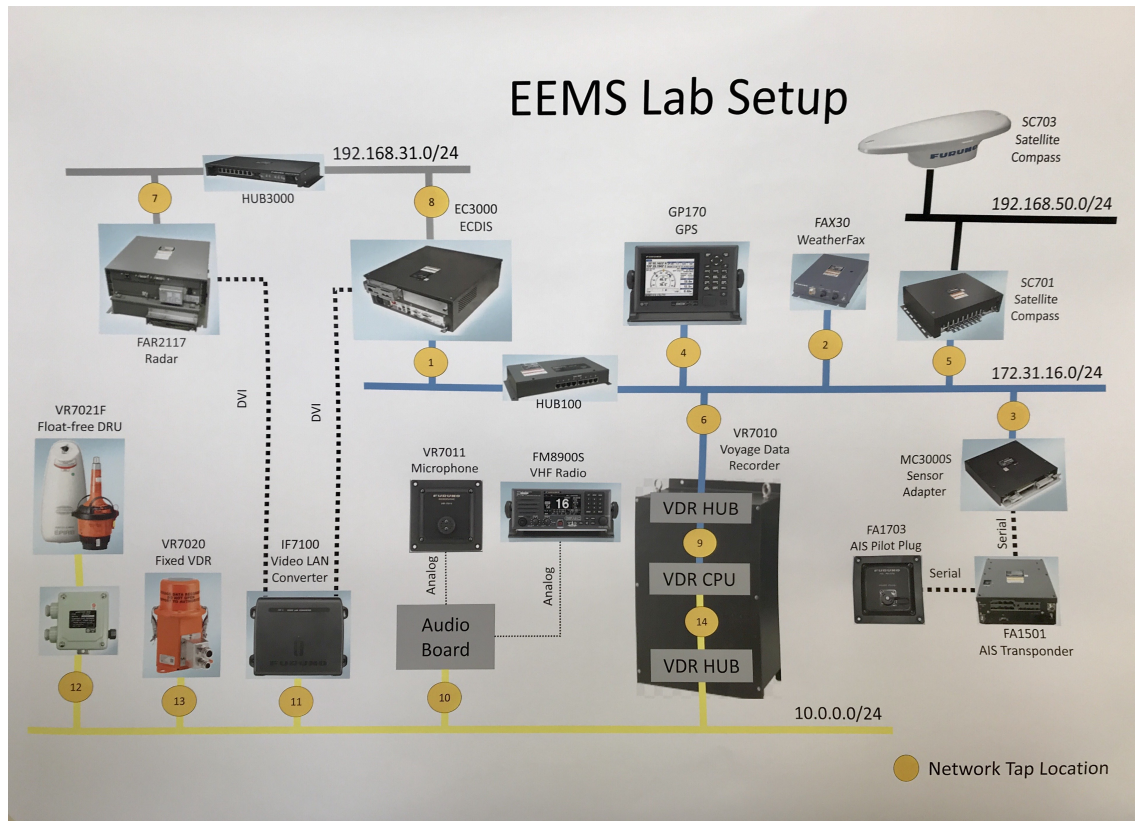 EEMS Lab Setup
SC703
Satellite
Compass
FURUNO
192.168.31.0/24
HUB3000
7
8
EC3000
ECDIS
GP170
GPS
FAX30
WeatherFax
192.168.50.0/24
SC701
Satellite
Compass
FAR2117
Radar
1
4
2
5
DVI
DVI
HUB100
172.31.16.0/24
VR7021F
Float-free DRU
VR7011
Microphone
FM8900S
VHF Radio
6
VR7010
Voyage Data
Recorder
3
MC3000S
Sensor
Adapter
FURUNO
16
VDR HUB
9
VDR CPU
14
VDR HUB
VR7020
Fixed VDR
IF7100
Video LAN
Converter
Analog
Analog
Audio
Board
FA1703
AIS Pilot Plug
FURUNO
Serial
Serial
FA1501
AIS Transponder
FURUNO
12
13
11
10
10.0.0.0/24
Network Tap Location